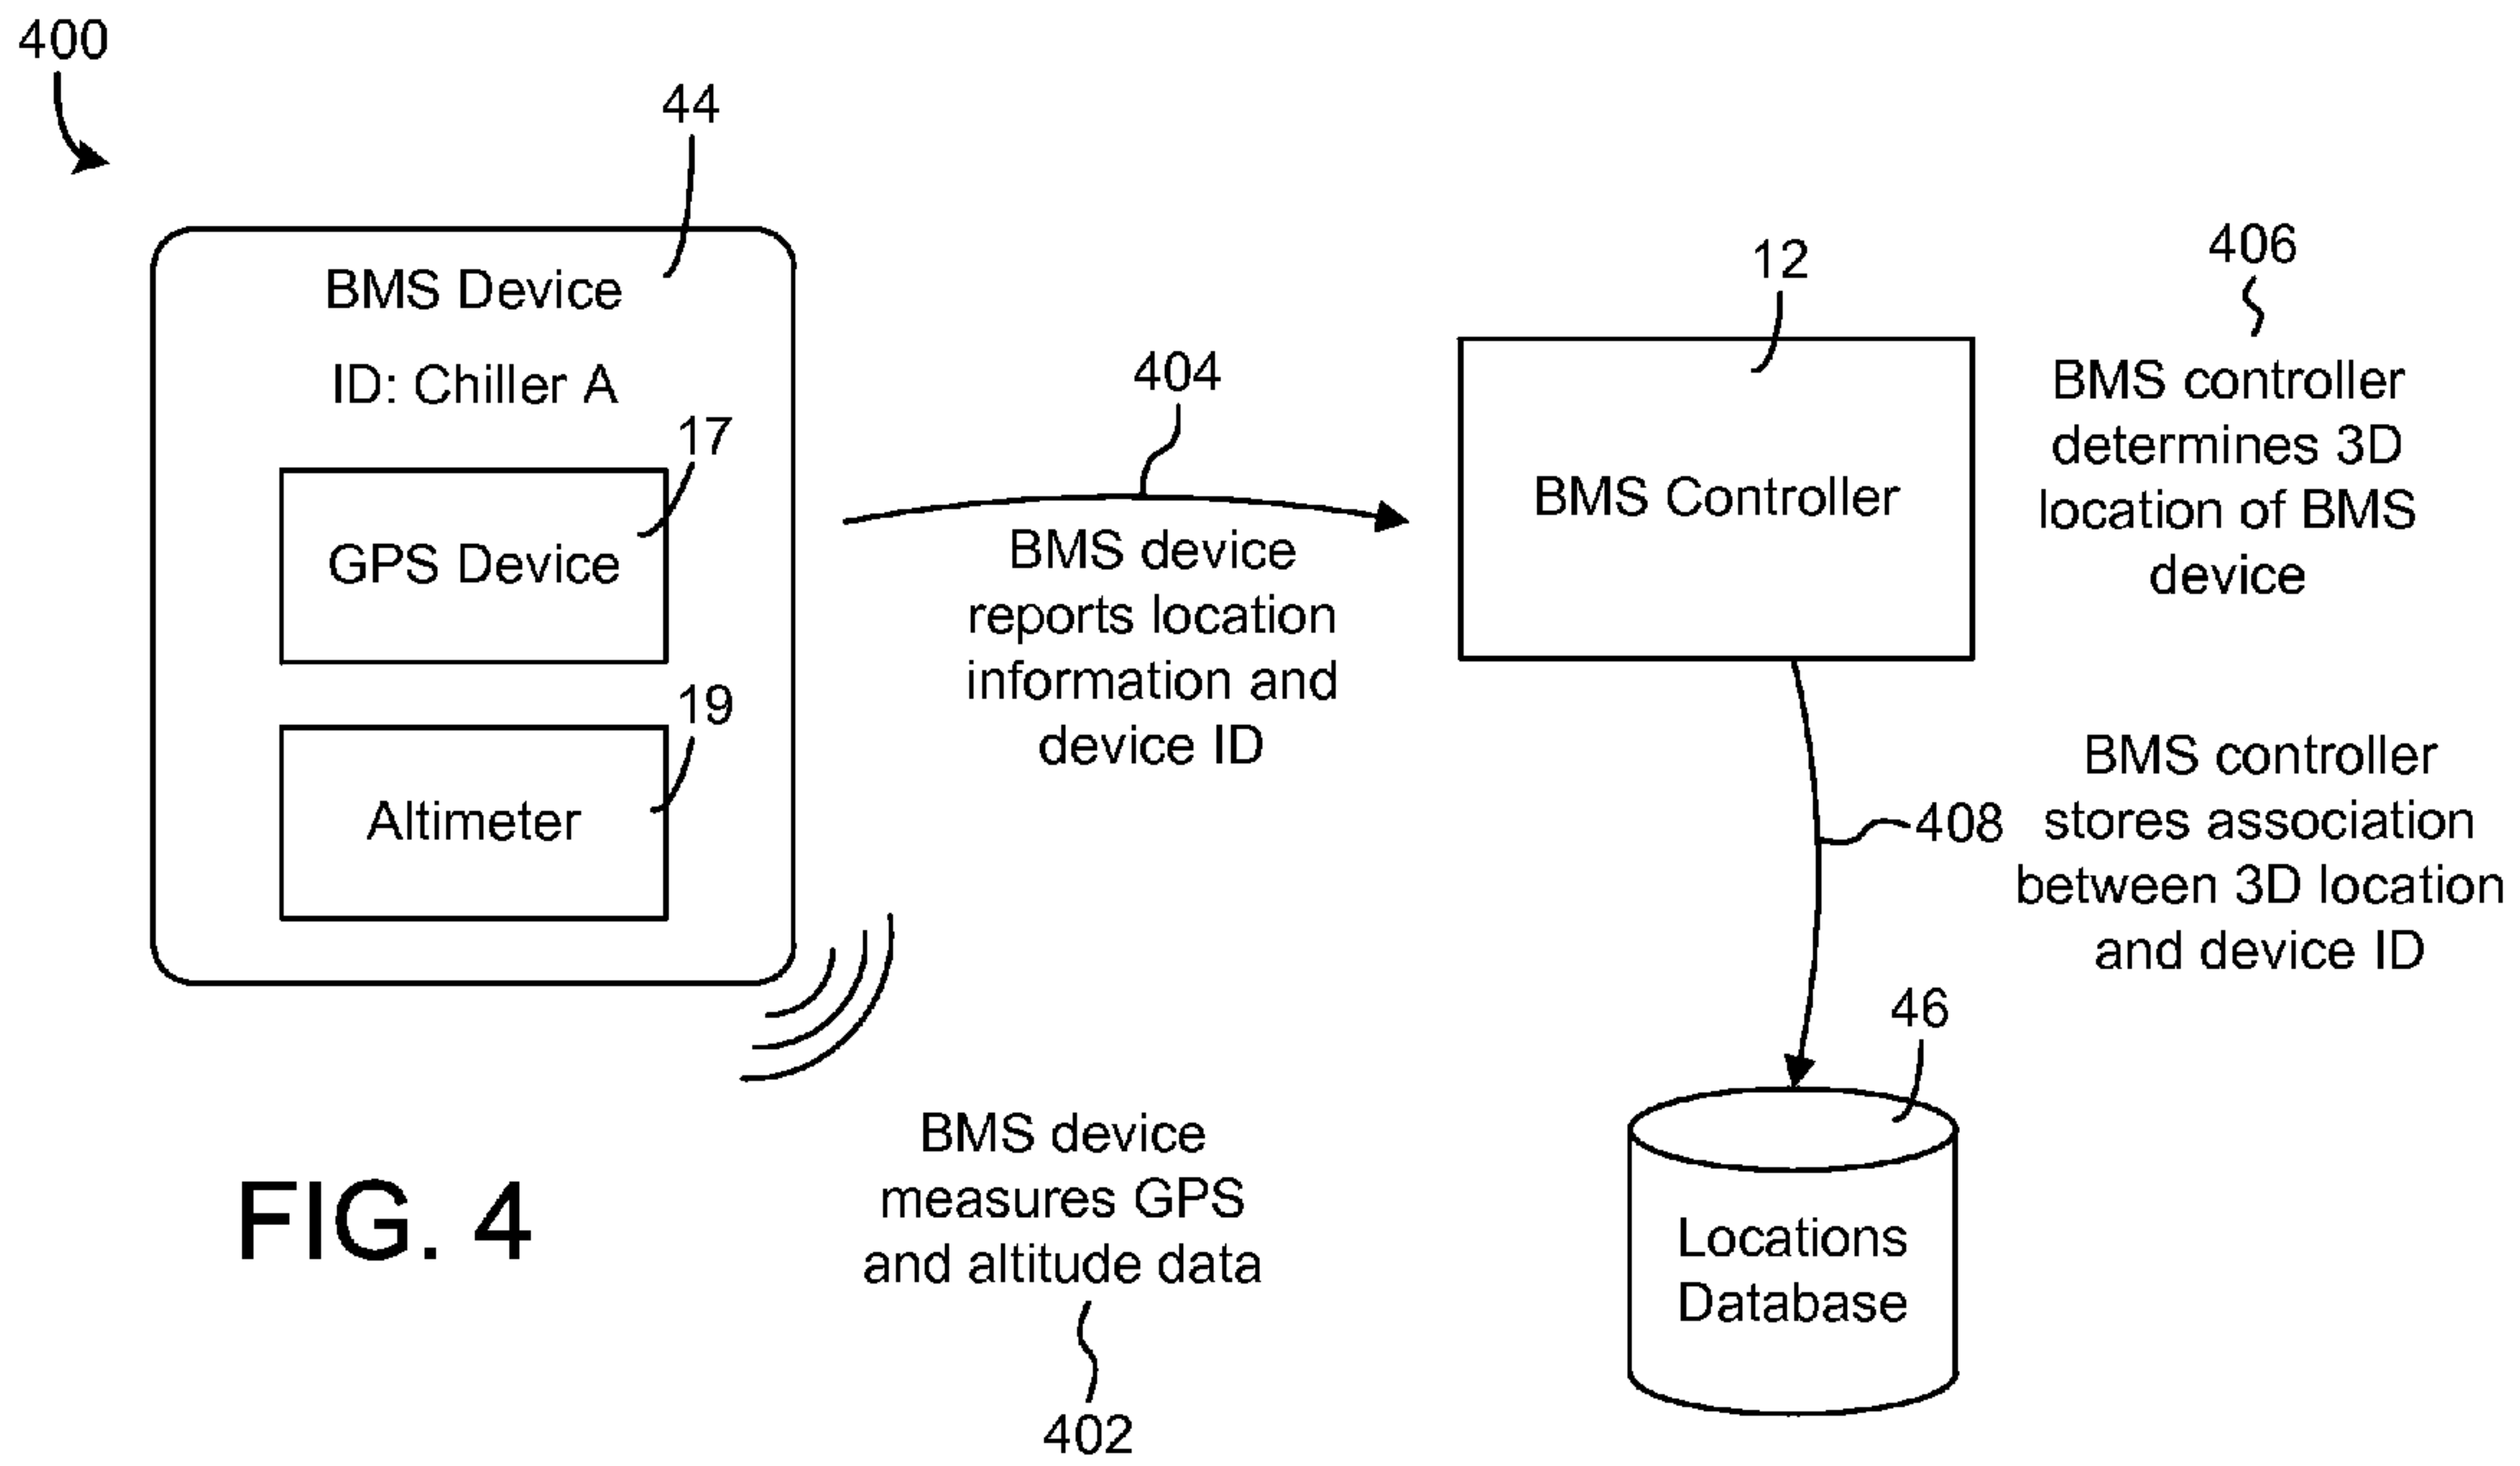 400
44
BMS Device
ID: Chiller A
17
GPS Device
19
Altimeter
404
BMS device
reports location
information and
device ID
12
BMS Controller
406
BMS controller
determines 3D
location of BMS
device
408
BMS controller
stores association
between 3D location
and device ID
46
Locations
Database
BMS device
measures GPS
and altitude data
402
FIG. 4